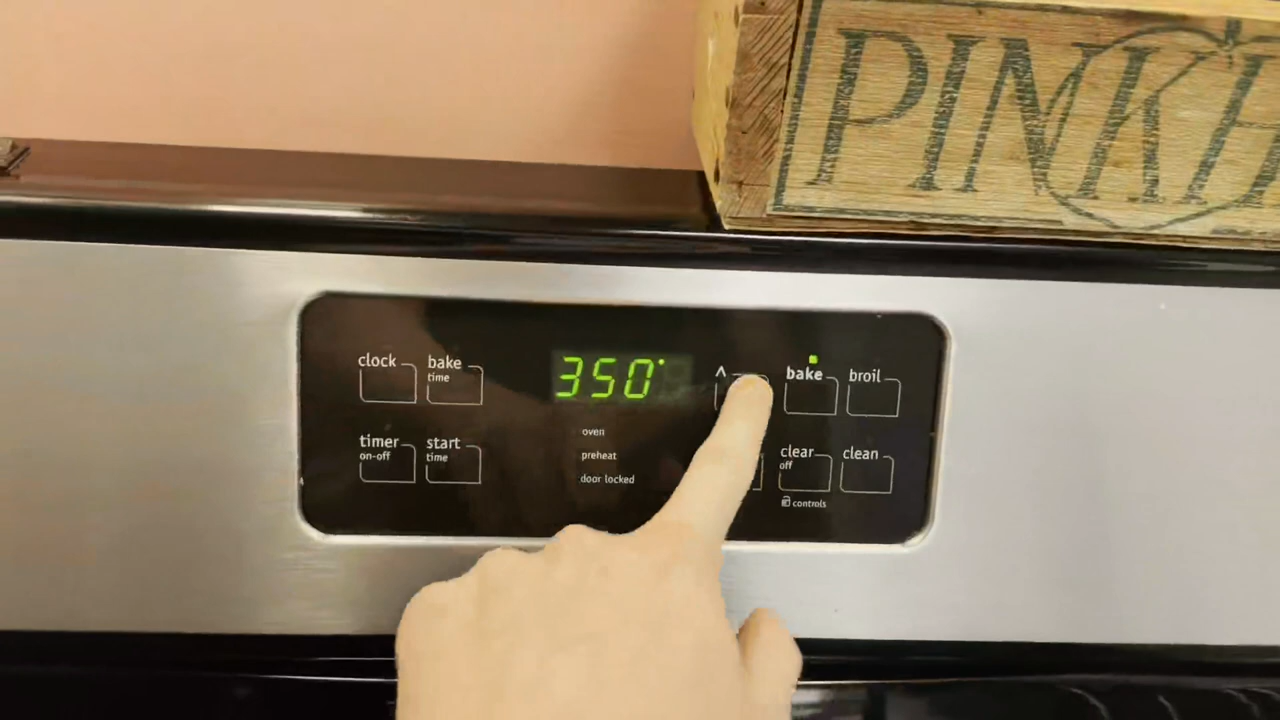 PINK
clock
bake
time
350°
^
bake
broil
timer
on-off
start
time
oven
preheat
door locked
clear
off
clean
controls